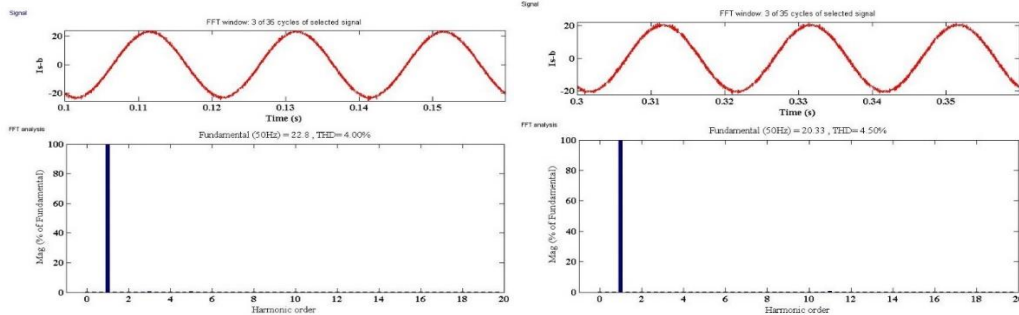 Signal
FFT window: 3 of 35 cycles of selected signal
Is-b
20
0
-20
0.1 0.11 0.12 0.13 0.14 0.15
Time (s)
FFT analysis
Fundamental (50Hz) = 22.8 , THD= 4.00%
Mag (% of Fundamental)
100
80
60
40
20
0
0 2 4 6 8 10 12 14 16 18 20
Harmonic order
Signal
FFT window: 3 of 35 cycles of selected signal
Is-b
20
0
-20
0.3 0.31 0.32 0.33 0.34 0.35
Time (s)
FFT analysis
Fundamental (50Hz) = 20.33 , THD= 4.50%
Mag (% of Fundamental)
100
80
60
40
20
0
0 2 4 6 8 10 12 14 16 18 20
Harmonic order